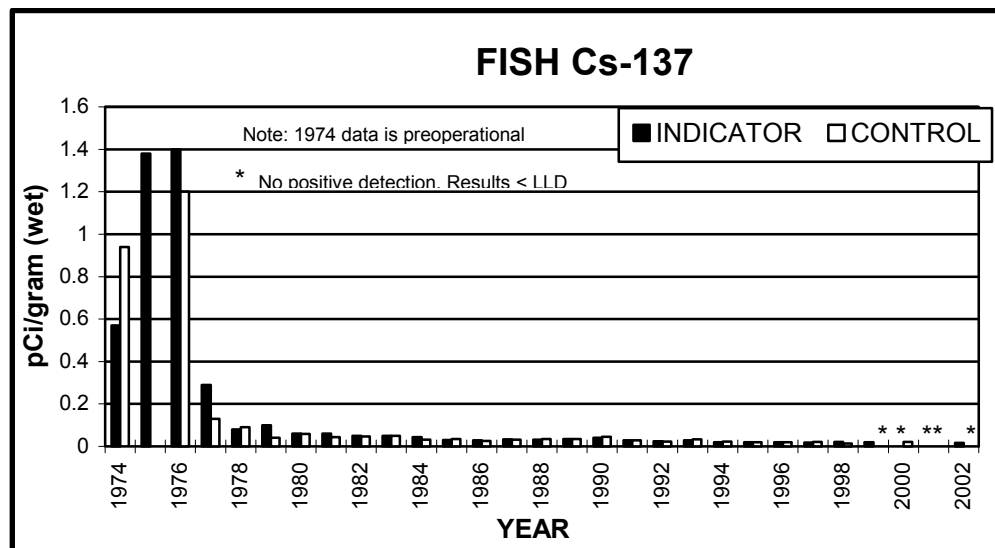 FISH Cs-137
Note: 1974 data is preoperational
* No positive detection. Results < LLD
INDICATOR CONTROL
pCi/gram (wet)
1.6
1.4
1.2
1
0.8
0.6
0.4
0.2
0
* * ** *
1974 1976 1978 1980 1982 1984 1986 1988 1990 1992 1994 1996 1998 2000 2002
YEAR